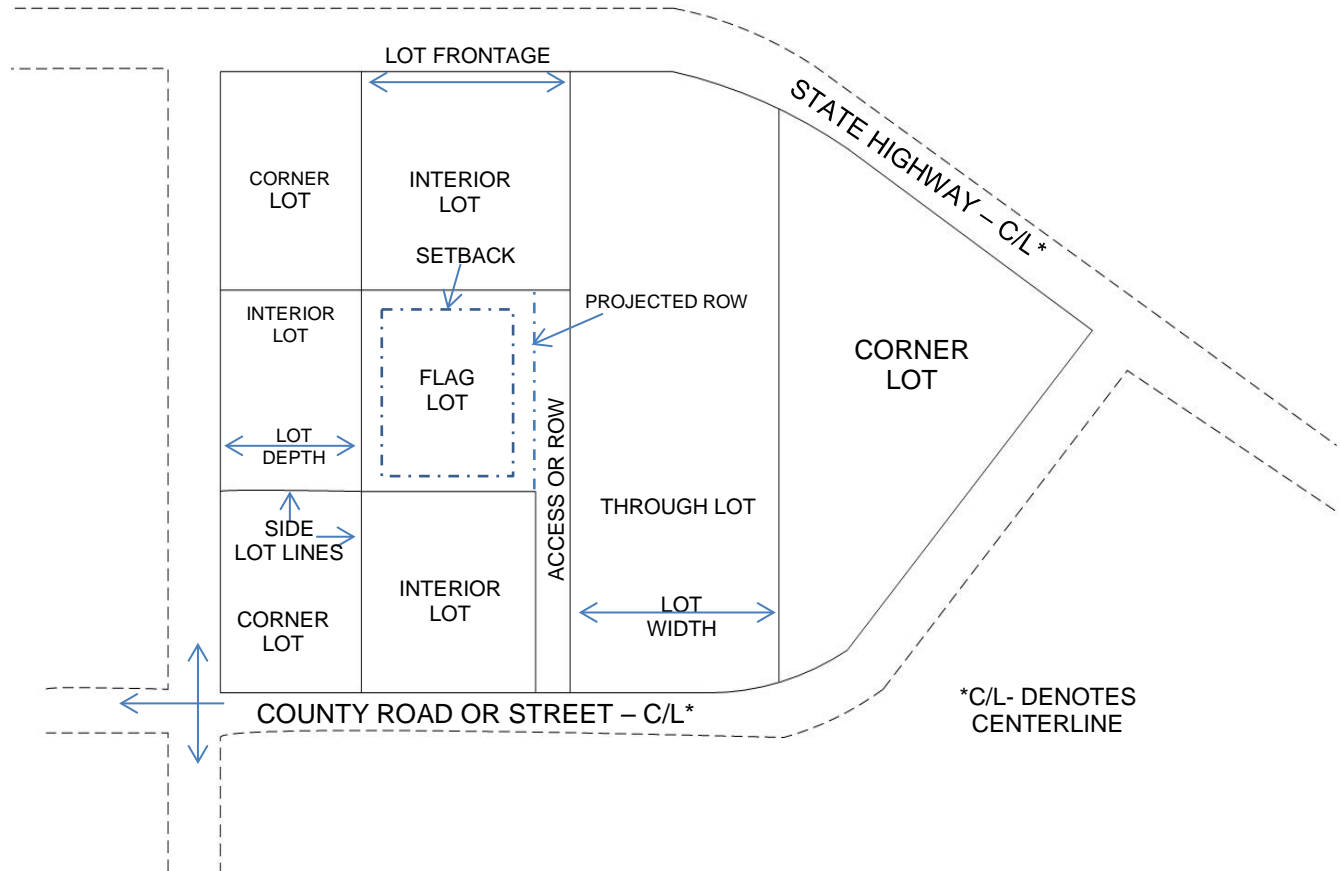 LOT FRONTAGE
STATE HIGHWAY – C/L*
CORNER
LOT
INTERIOR
LOT
SETBACK
PROJECTED ROW
INTERIOR
LOT
FLAG
LOT
CORNER
LOT
LOT
DEPTH
ACCESS OR ROW
THROUGH LOT
SIDE
LOT LINES
INTERIOR
LOT
CORNER
LOT
LOT
WIDTH
COUNTY ROAD OR STREET – C/L*
*C/L- DENOTES
CENTERLINE